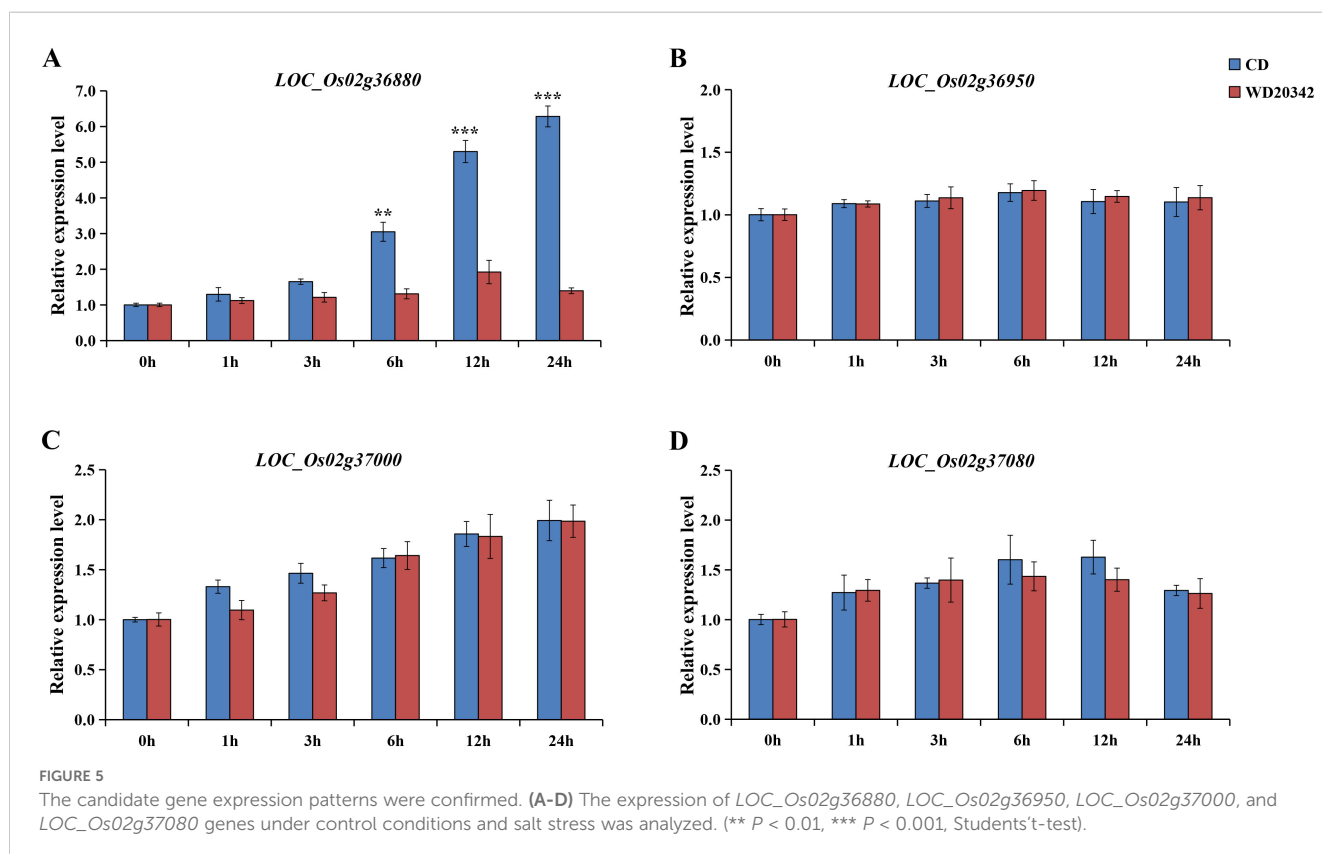 A
LOC_Os02g36880
Relative expression level
7.0
6.0
5.0
4.0
3.0
2.0
1.0
0.0
**
***
***
0h 1h 3h 6h 12h 24h
B
LOC_Os02g36950
CD
WD20342
Relative expression level
2.0
1.5
1.0
0.5
0.0
0h 1h 3h 6h 12h 24h
C
LOC_Os02g37000
Relative expression level
2.5
2.0
1.5
1.0
0.5
0.0
0h 1h 3h 6h 12h 24h
D
LOC_Os02g37080
Relative expression level
2.5
2.0
1.5
1.0
0.5
0.0
0h 1h 3h 6h 12h 24h
FIGURE 5
The candidate gene expression patterns were confirmed. (A-D) The expression of LOC_Os02g36880, LOC_Os02g36950, LOC_Os02g37000, and
LOC_Os02g37080 genes under control conditions and salt stress was analyzed. (** P < 0.01, *** P < 0.001, Students‘t-test).